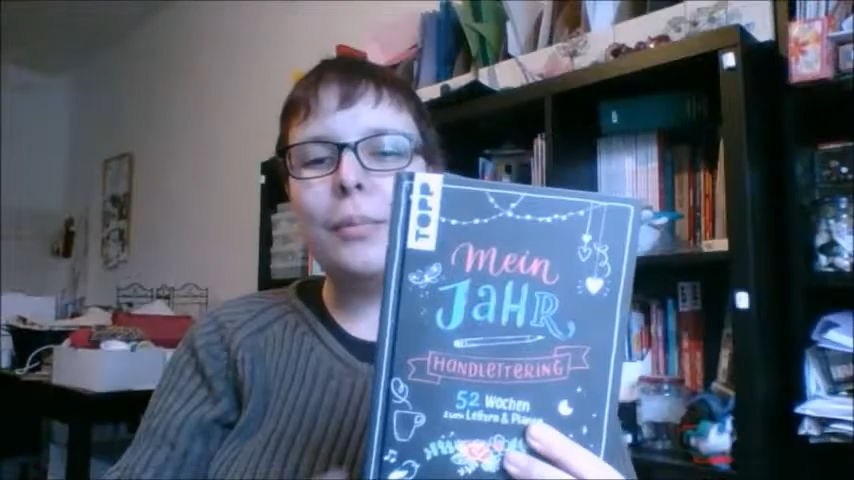 TOPP
Mein
JAHR
HANDLETTERING
52 Wochen
zum Lettern & Planen